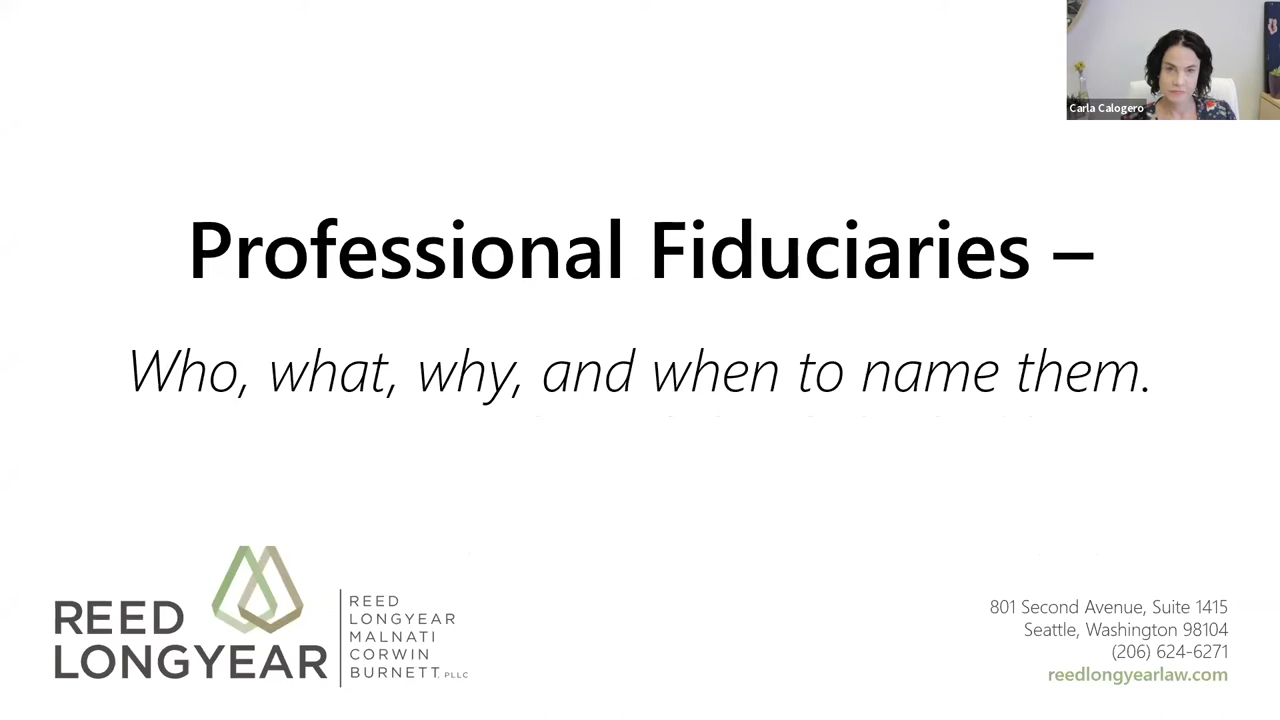 Carla Calogero
Professional Fiduciaries –
Who, what, why, and when to name them.
REED
LONGYEAR
REED
LONGYEAR
MALNATI
CORWIN
BURNETT, PLLC
801 Second Avenue, Suite 1415
Seattle, Washington 98104
(206) 624-6271
reedlongyearlaw.com